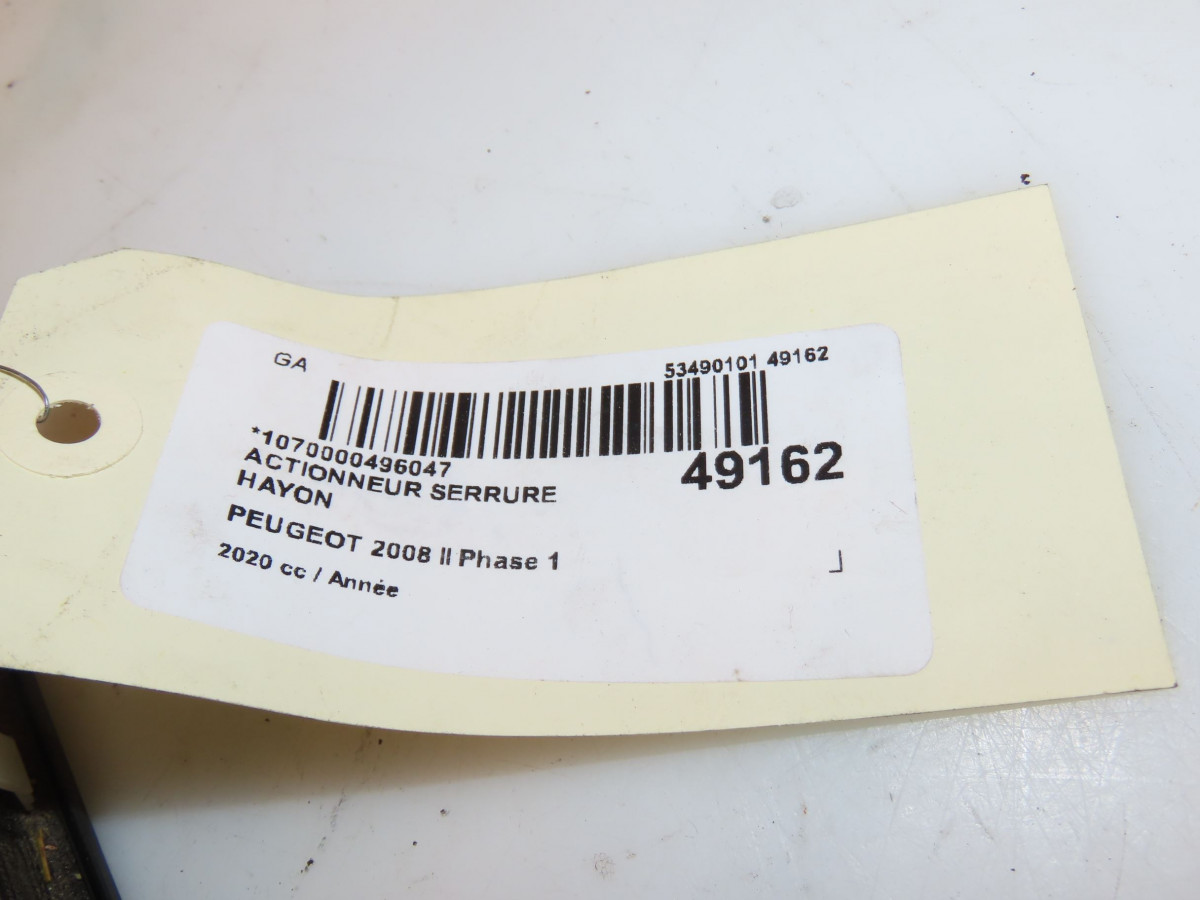 GA
53490101 49162
*1070000496047
49162
ACTIONNEUR SERRURE
HAYON
PEUGEOT 2008 II Phase 1
2020 cc / Année